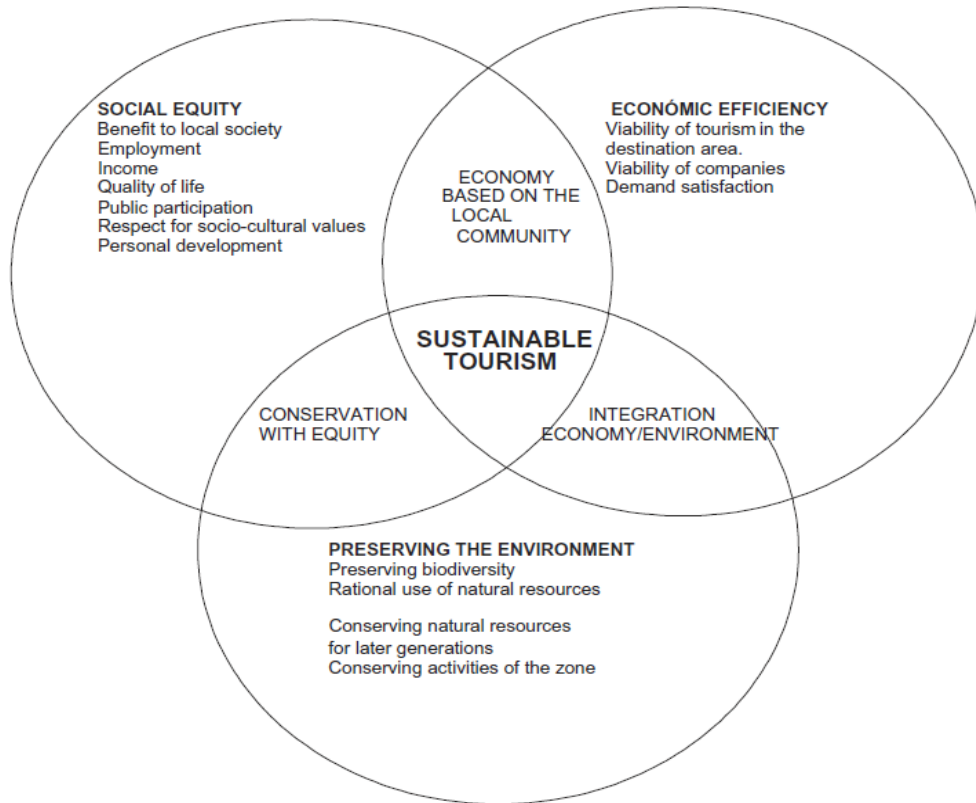 SOCIAL EQUITY
Benefit to local society
Employment
Income
Quality of life
Public participation
Respect for socio-cultural values
Personal development
ECONÓMIC EFFICIENCY
Viability of tourism in the
destination area.
Viability of companies
Demand satisfaction
ECONOMY
BASED ON THE
LOCAL
COMMUNITY
SUSTAINABLE
TOURISM
CONSERVATION
WITH EQUITY
INTEGRATION
ECONOMY/ENVIRONMENT
PRESERVING THE ENVIRONMENT
Preserving biodiversity
Rational use of natural resources
Conserving natural resources
for later generations
Conserving activities of the zone